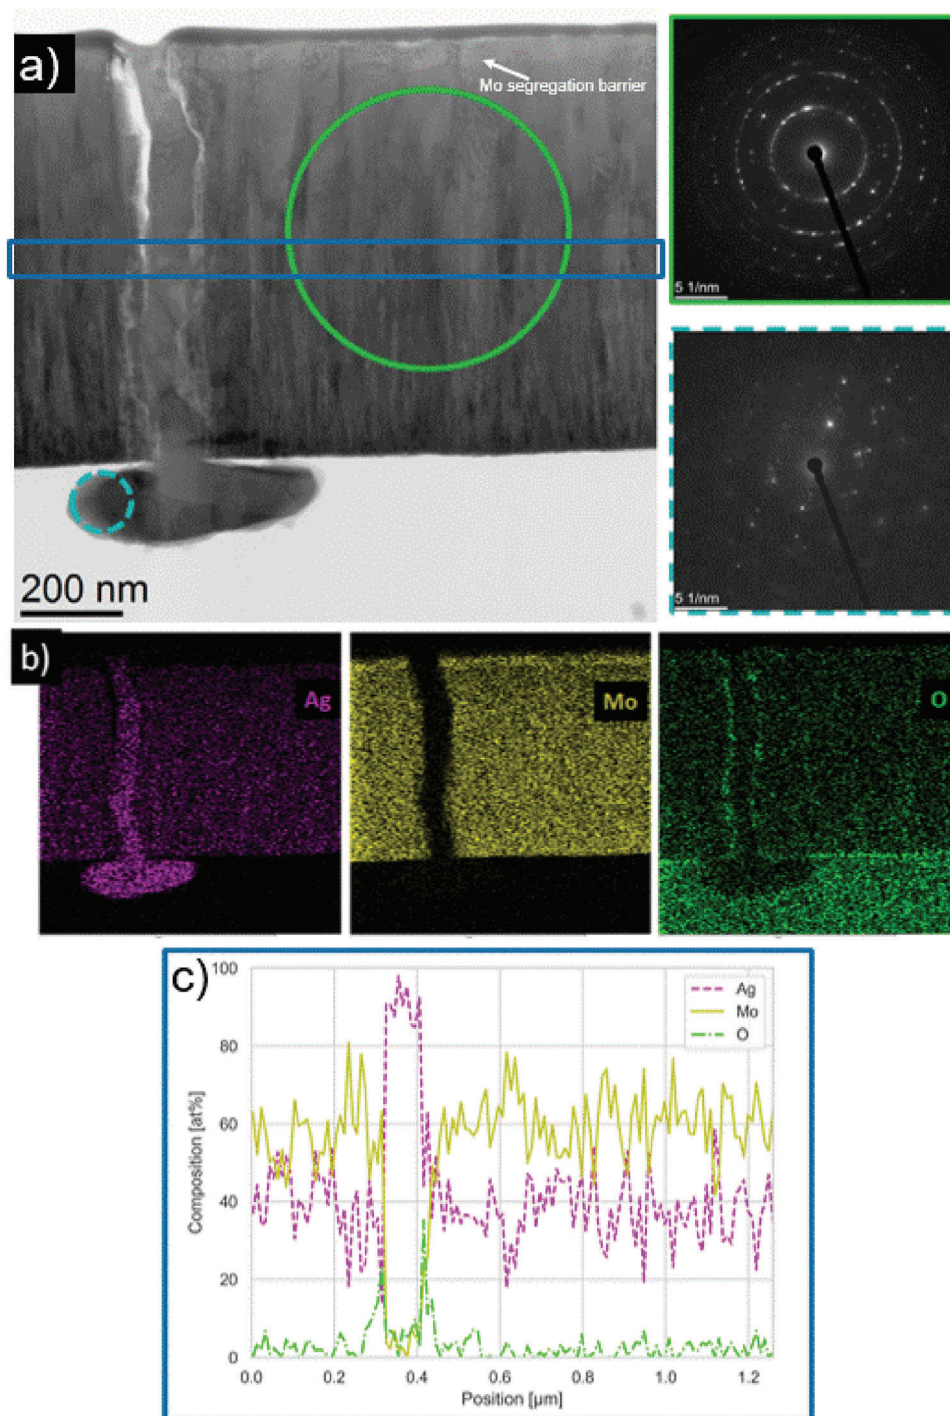 a)
Mo segregation barrier
5 1/nm
5 1/nm
200 nm
b)
Ag
Mo
O
c)
100
80
60
40
20
0
Composition [at%]
Ag
Mo
O
0.0 0.2 0.4 0.6 0.8 1.0 1.2
Position [µm]